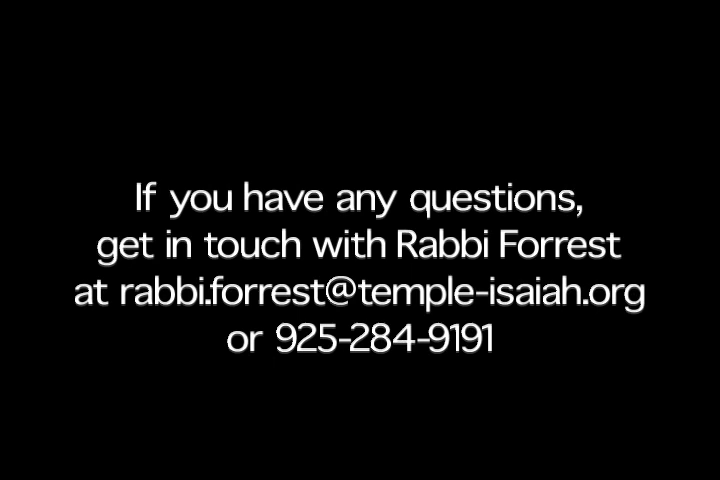 If you have any questions,
get in touch with Rabbi Forrest
at rabbi.forrest@temple-isaiah.org
or 925-284-9191